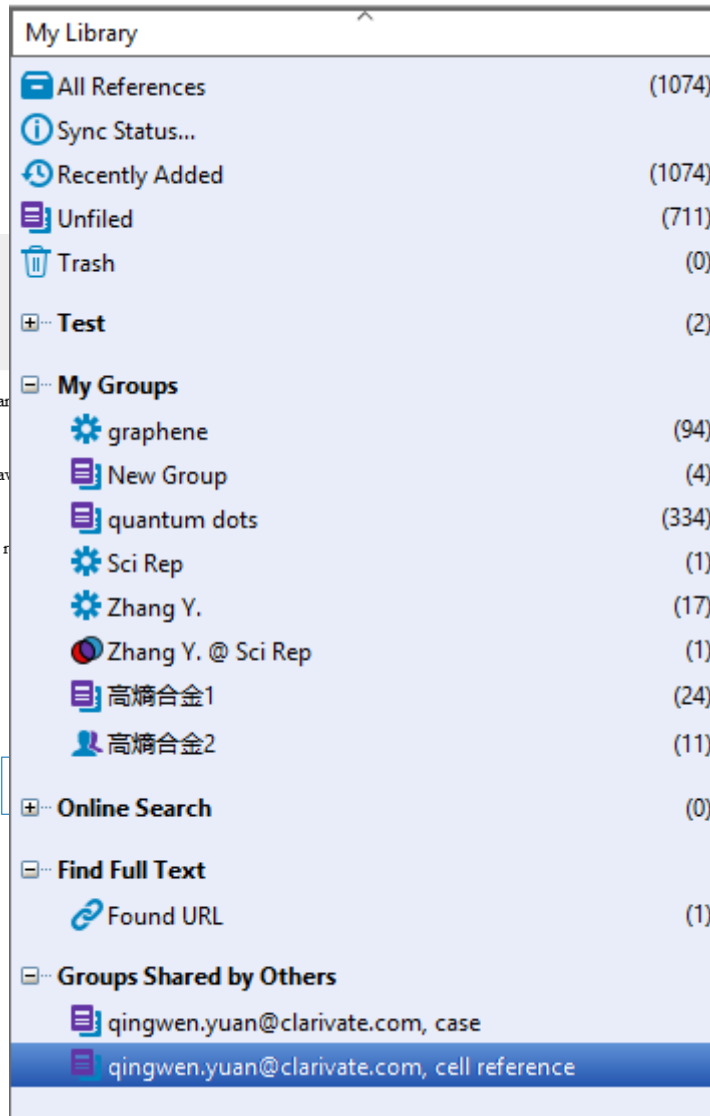 My Library
All References (1074)
Sync Status...
Recently Added (1074)
Unfiled (711)
Trash (0)
Test (2)
My Groups
graphene (94)
New Group (4)
quantum dots (334)
Sci Rep (1)
Zhang Y. (17)
Zhang Y. @ Sci Rep (1)
高熵合金1 (24)
高熵合金2 (11)
Online Search (0)
Find Full Text
Found URL (1)
Groups Shared by Others
qingwen.yuan@clarivate.com, case
qingwen.yuan@clarivate.com, cell reference